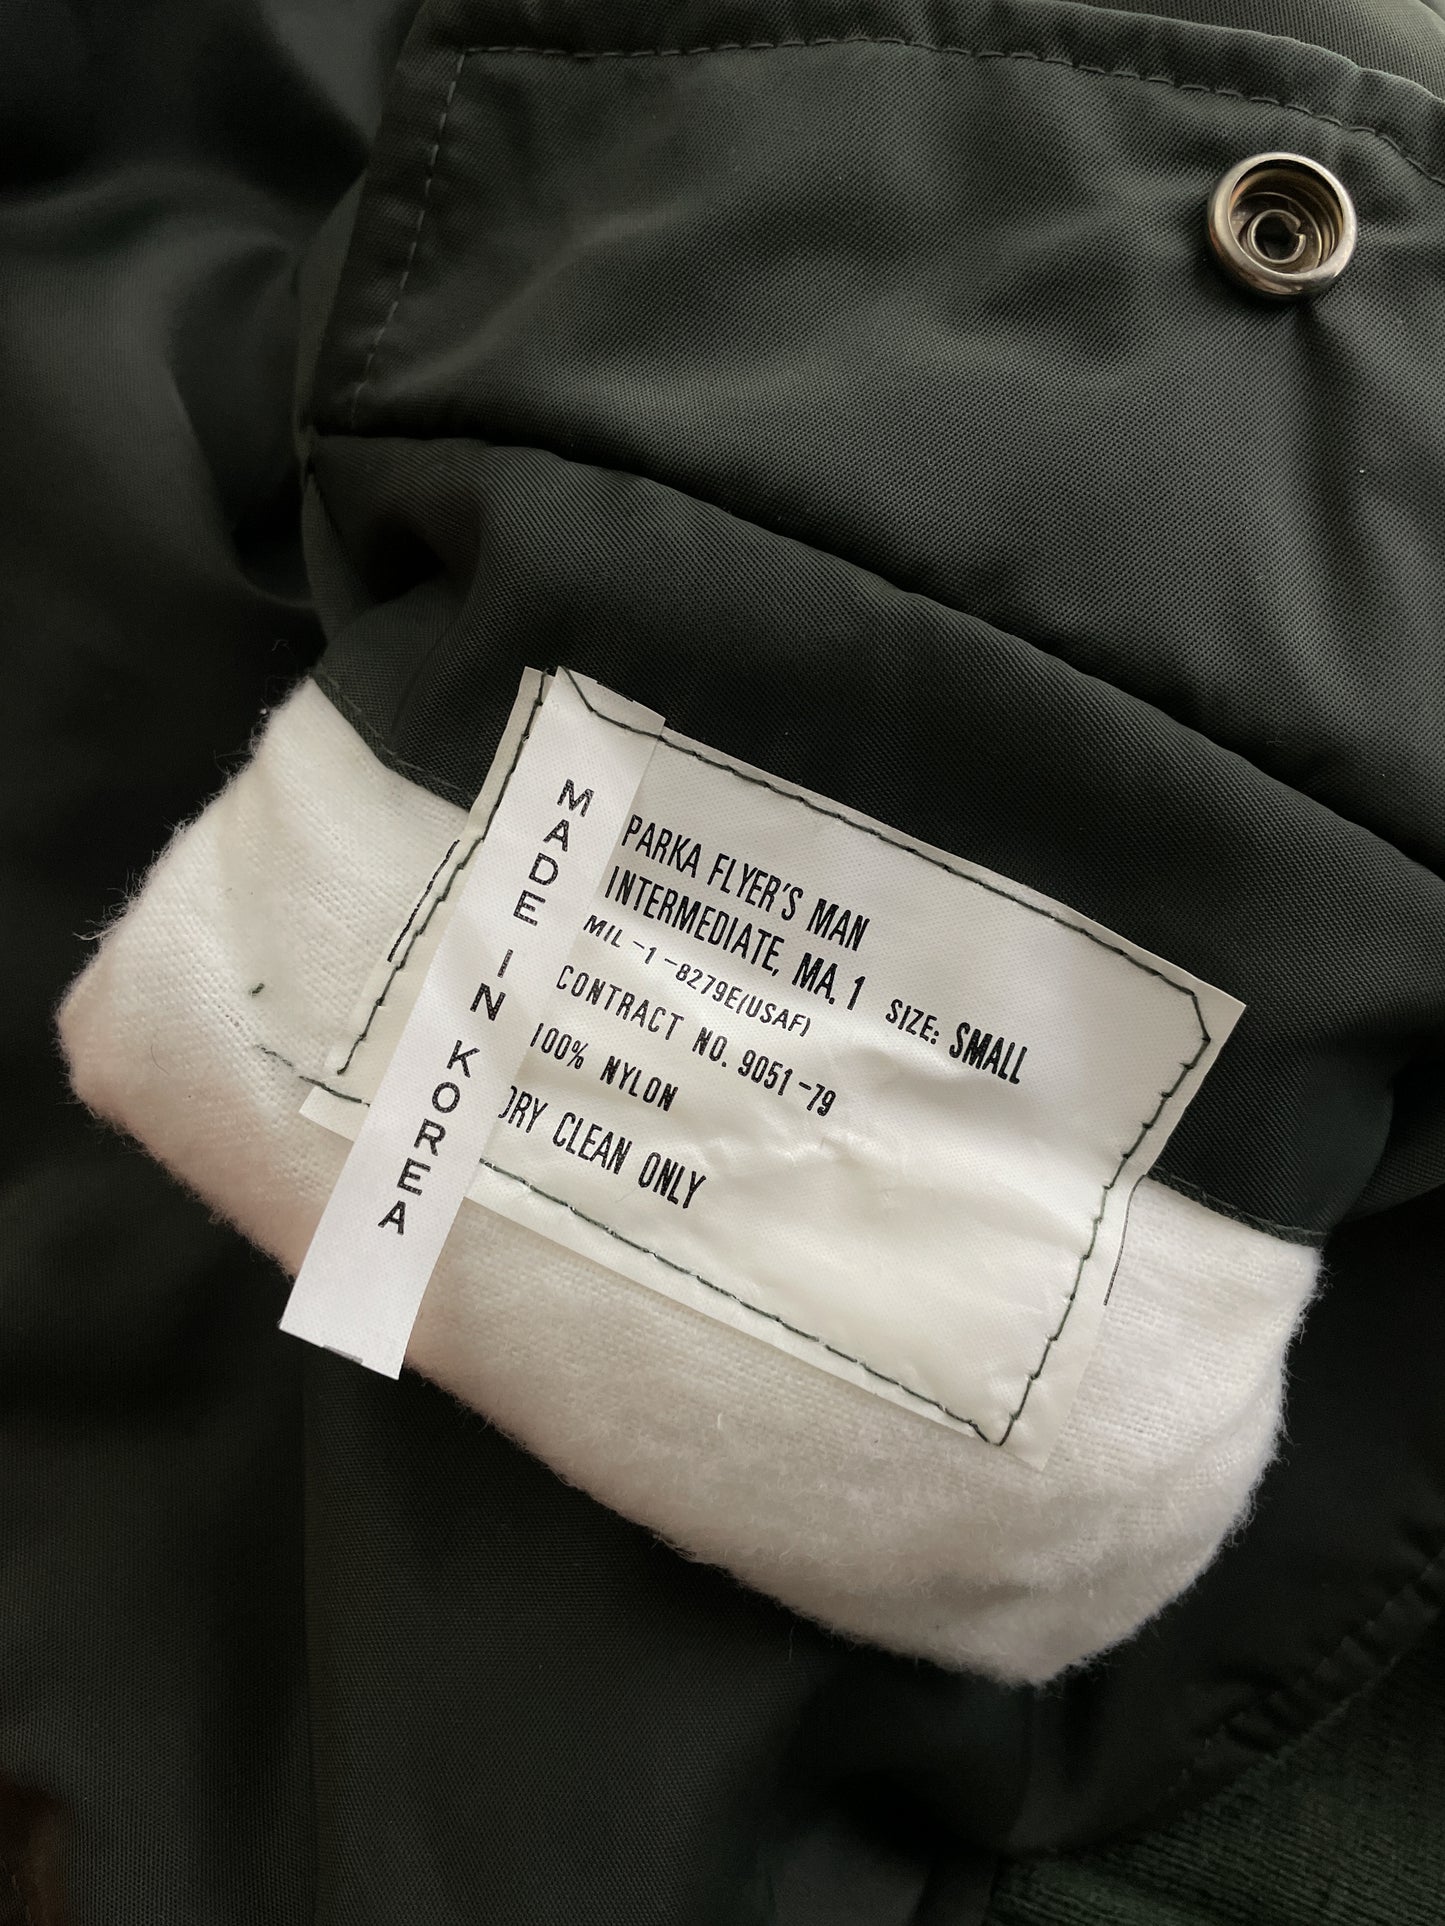 MADE IN KOREA
PARKA FLYER'S MAN
INTERMEDIATE, MA. 1 SIZE: SMALL
MIL-1-8279E(USAF)
CONTRACT NO. 9051-79
100% NYLON
DRY CLEAN ONLY